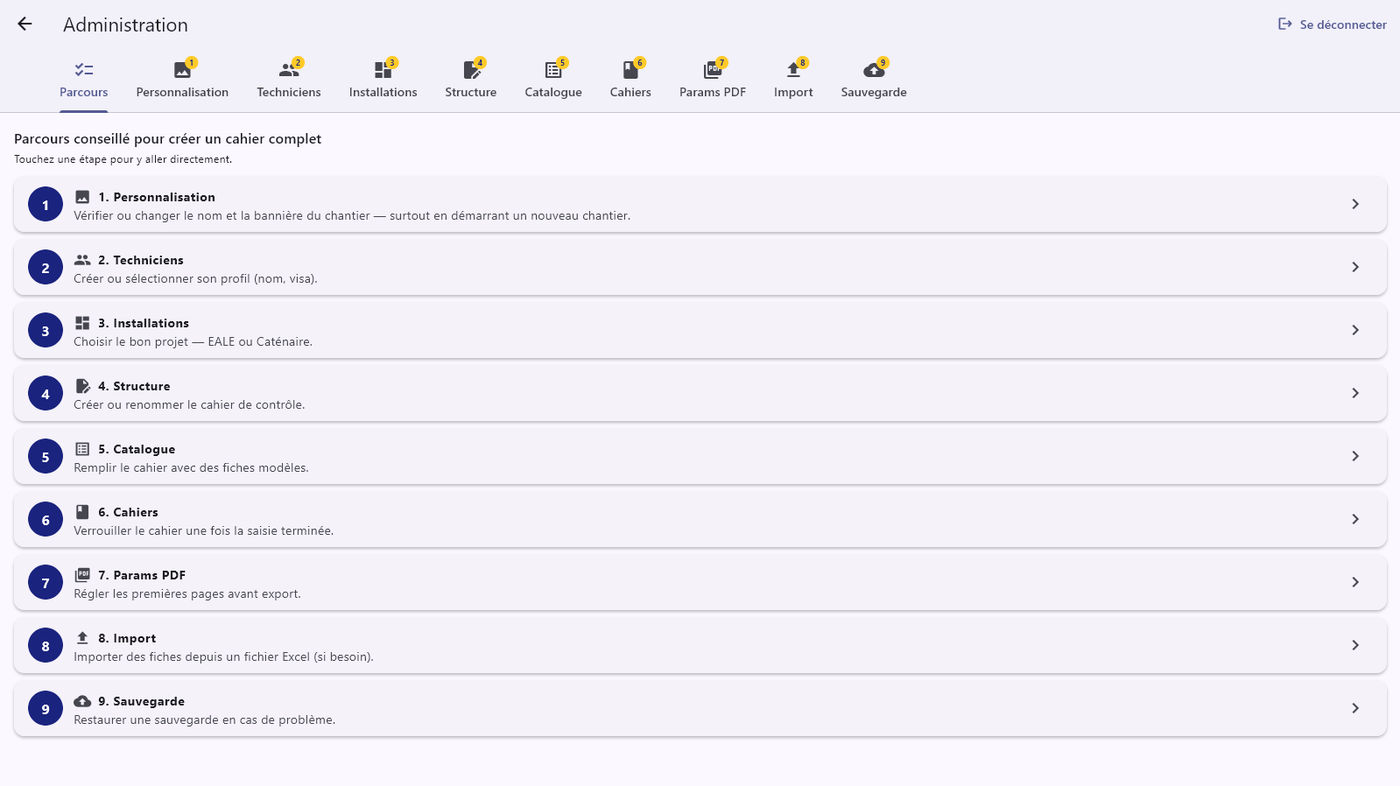 Administration
Se déconnecter
1 2 3 4 5 6 7 8 9
Parcours Personnalisation Techniciens Installations Structure Catalogue Cahiers Params PDF Import Sauvegarde
Parcours conseillé pour créer un cahier complet
Touchez une étape pour y aller directement.
1 1. Personnalisation
Vérifier ou changer le nom et la bannière du chantier — surtout en démarrant un nouveau chantier.
2 2. Techniciens
Créer ou sélectionner son profil (nom, visa).
3 3. Installations
Choisir le bon projet — EALE ou Caténaire.
4 4. Structure
Créer ou renommer le cahier de contrôle.
5 5. Catalogue
Remplir le cahier avec des fiches modèles.
6 6. Cahiers
Verrouiller le cahier une fois la saisie terminée.
7 PDF 7. Params PDF
Régler les premières pages avant export.
8 8. Import
Importer des fiches depuis un fichier Excel (si besoin).
9 9. Sauvegarde
Restaurer une sauvegarde en cas de problème.